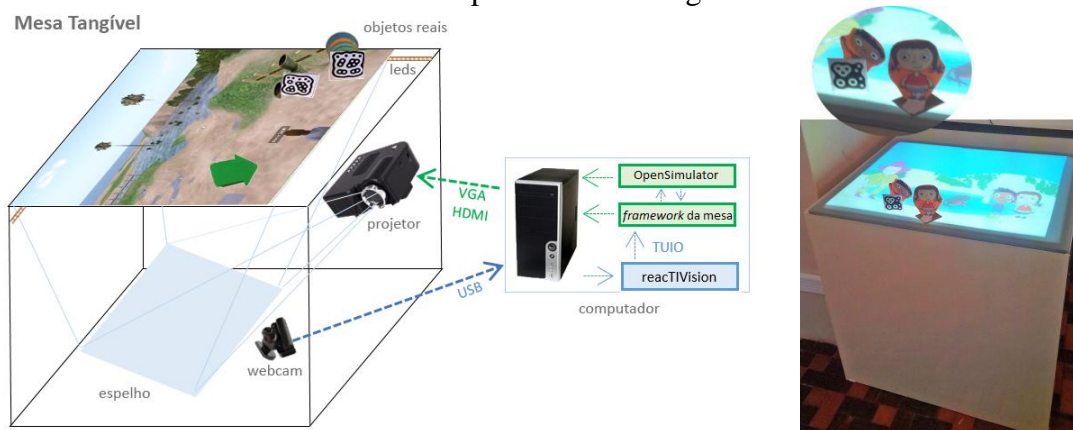 Mesa Tangível
objetos reais
leds
projetor
VGA
HDMI
OpenSimulator
framework da mesa
TUIO
reacTIVision
computador
USB
webcam
espelho